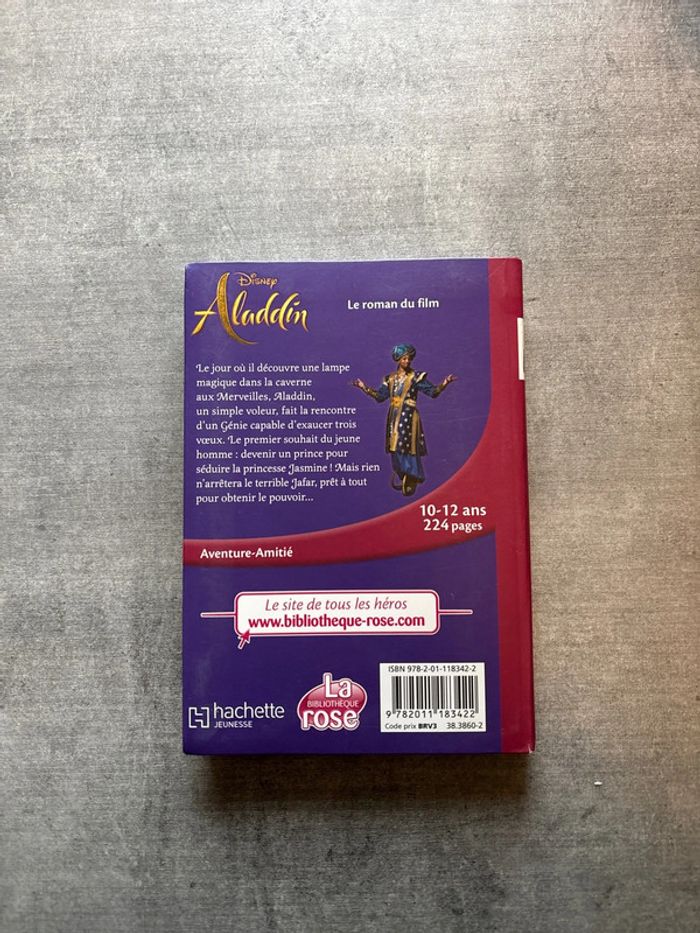 Disney
Aladdin
Le roman du film
Le jour où il découvre une lampe
magique dans la caverne
aux Merveilles, Aladdin,
un simple voleur, fait la rencontre
d'un Génie capable d'exaucer trois
vœux. Le premier souhait du jeune
homme : devenir un prince pour
séduire la princesse Jasmine ! Mais rien
n'arrêtera le terrible Jafar, prêt à tout
pour obtenir le pouvoir...
10-12 ans
224 pages
Aventure-Amitié
Le site de tous les héros
www.bibliotheque-rose.com
hachette
JEUNESSE
La
BIBLIOTHÈQUE
rose
ISBN 978-2-01-118342-2
9 782011 183422
Code prix BRV3 38.3860-2